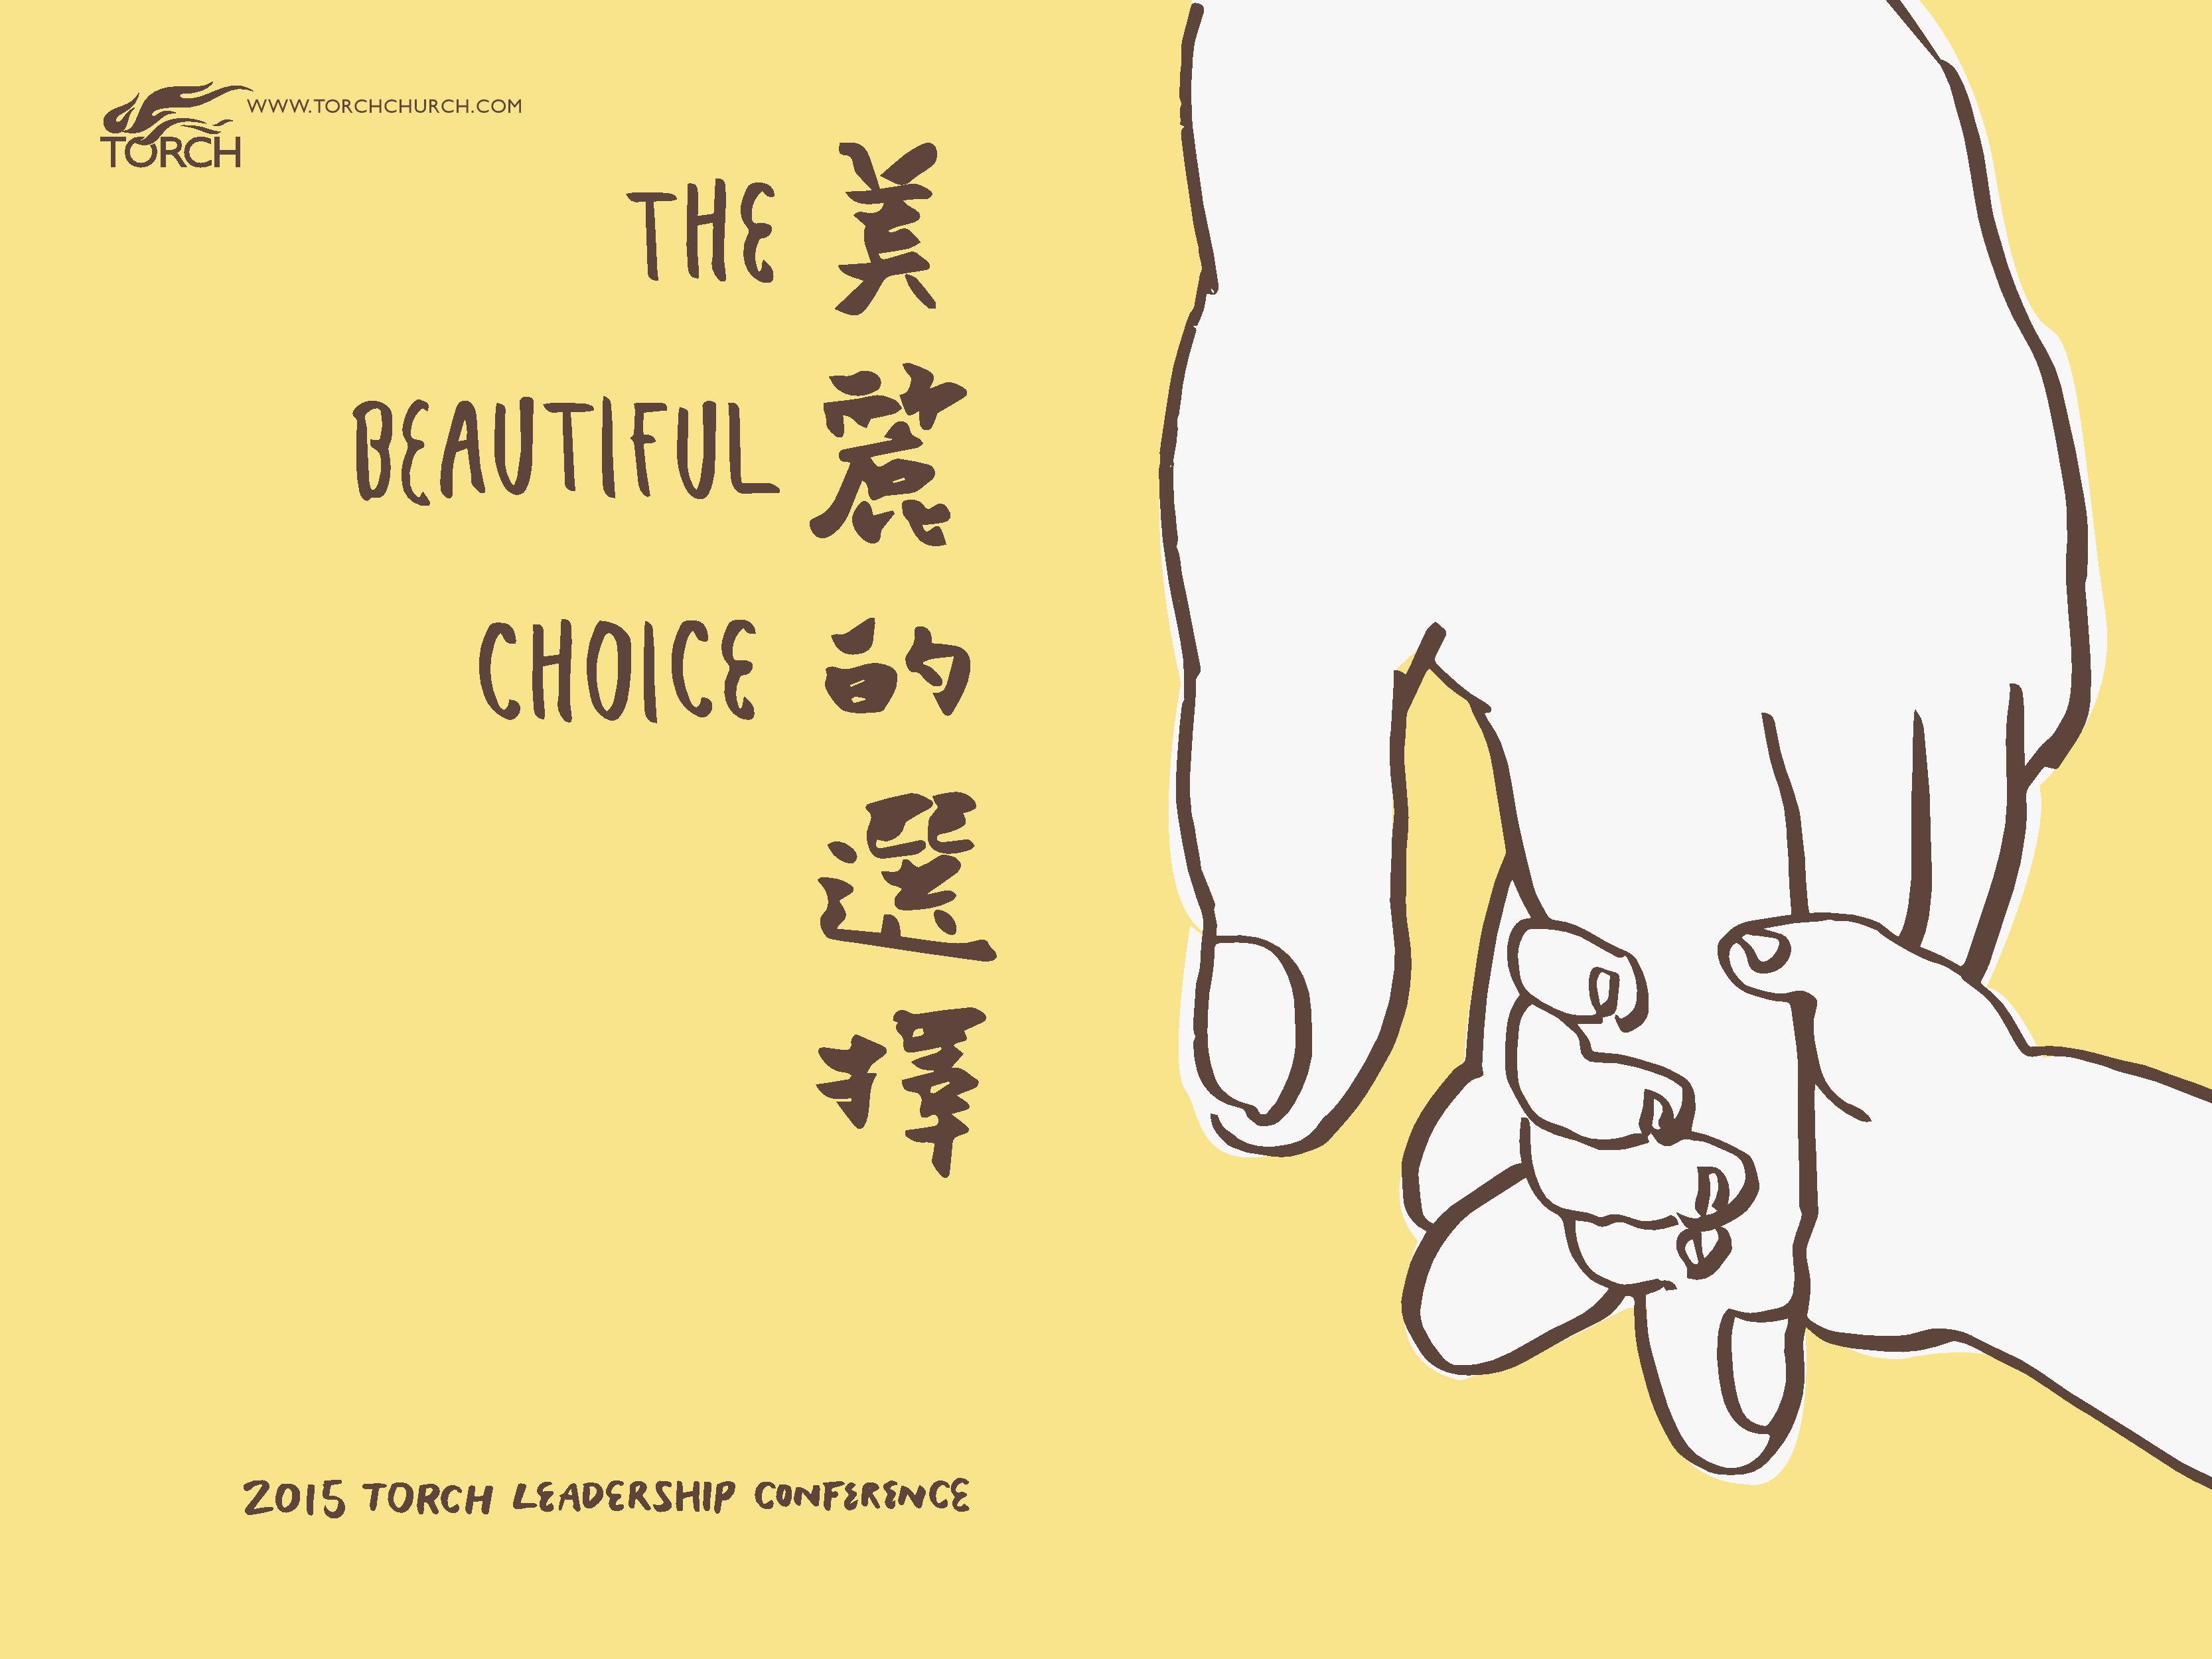 WWW.TORCHCHURCH.COM
TORCH
THE
BEAUTIFUL
CHOICE
美麗的選擇
2015 TORCH LEADERSHIP CONFERENCE